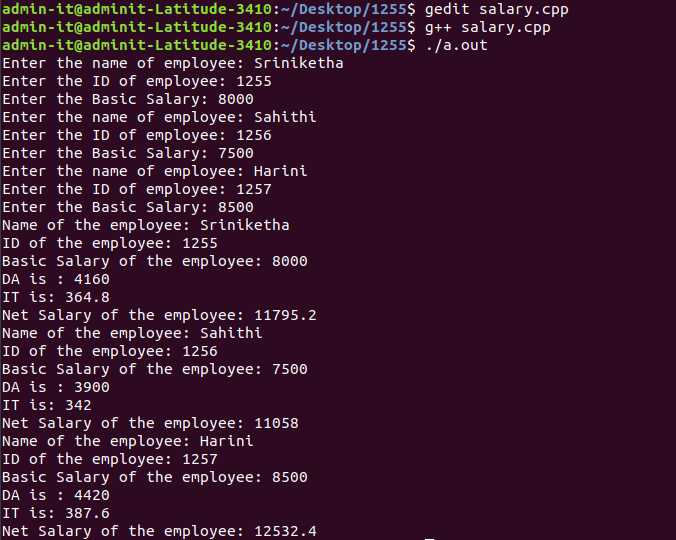 admin-it@adminit-Latitude-3410:~/Desktop/1255$ gedit salary.cpp
admin-it@adminit-Latitude-3410:~/Desktop/1255$ g++ salary.cpp
admin-it@adminit-Latitude-3410:~/Desktop/1255$ ./a.out
Enter the name of employee: Sriniketha
Enter the ID of employee: 1255
Enter the Basic Salary: 8000
Enter the name of employee: Sahithi
Enter the ID of employee: 1256
Enter the Basic Salary: 7500
Enter the name of employee: Harini
Enter the ID of employee: 1257
Enter the Basic Salary: 8500
Name of the employee: Sriniketha
ID of the employee: 1255
Basic Salary of the employee: 8000
DA is : 4160
IT is: 364.8
Net Salary of the employee: 11795.2
Name of the employee: Sahithi
ID of the employee: 1256
Basic Salary of the employee: 7500
DA is : 3900
IT is: 342
Net Salary of the employee: 11058
Name of the employee: Harini
ID of the employee: 1257
Basic Salary of the employee: 8500
DA is : 4420
IT is: 387.6
Net Salary of the employee: 12532.4